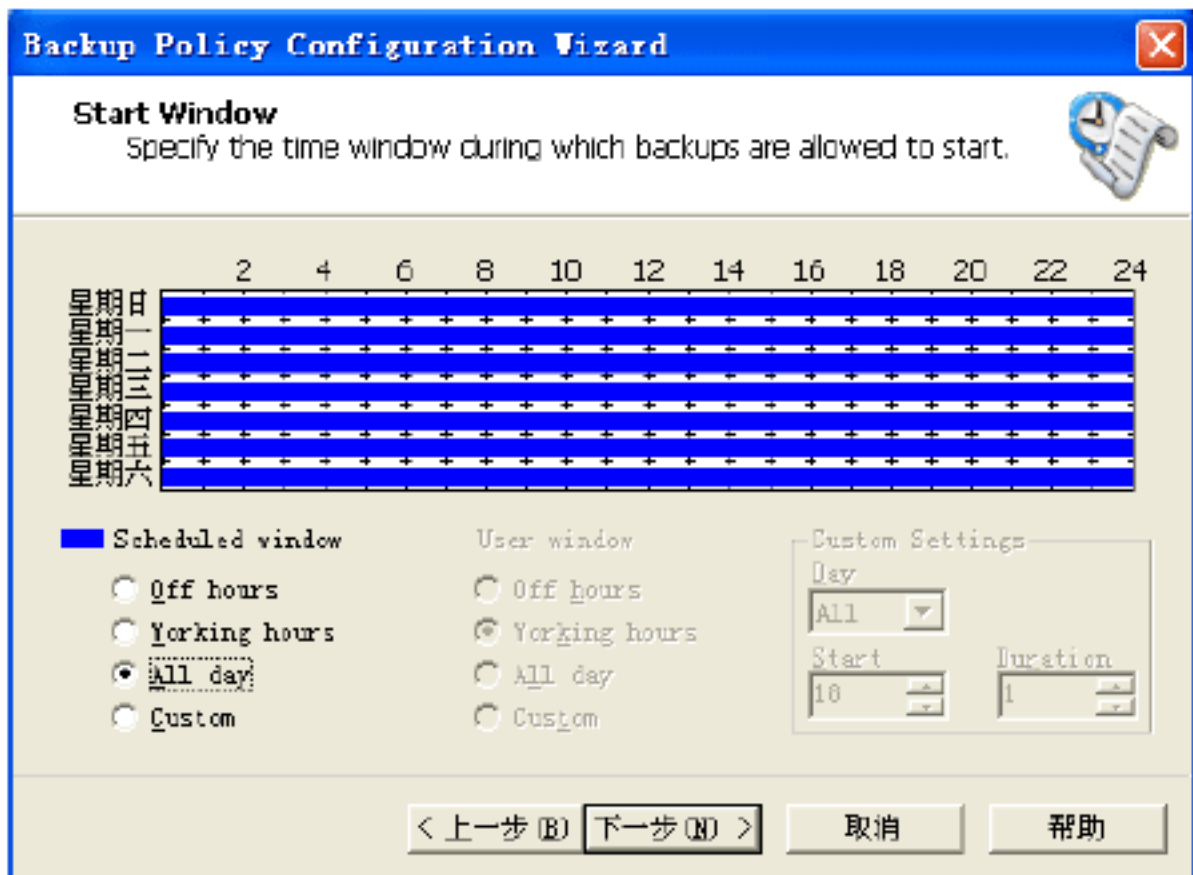 Backup Policy Configuration Wizard
Start Window
Specify the time window during which backups are allowed to start.
2 4 6 8 10 12 14 16 18 20 22 24
星期日
星期一
星期二
星期三
星期四
星期五
星期六
Scheduled window User window Custom Settings
Off hours Off hours Day
All
Working hours Working hours
All day All day Start Duration
18 1
Custom Custom
< 上一步(B) 下一步(N) > 取消 帮助